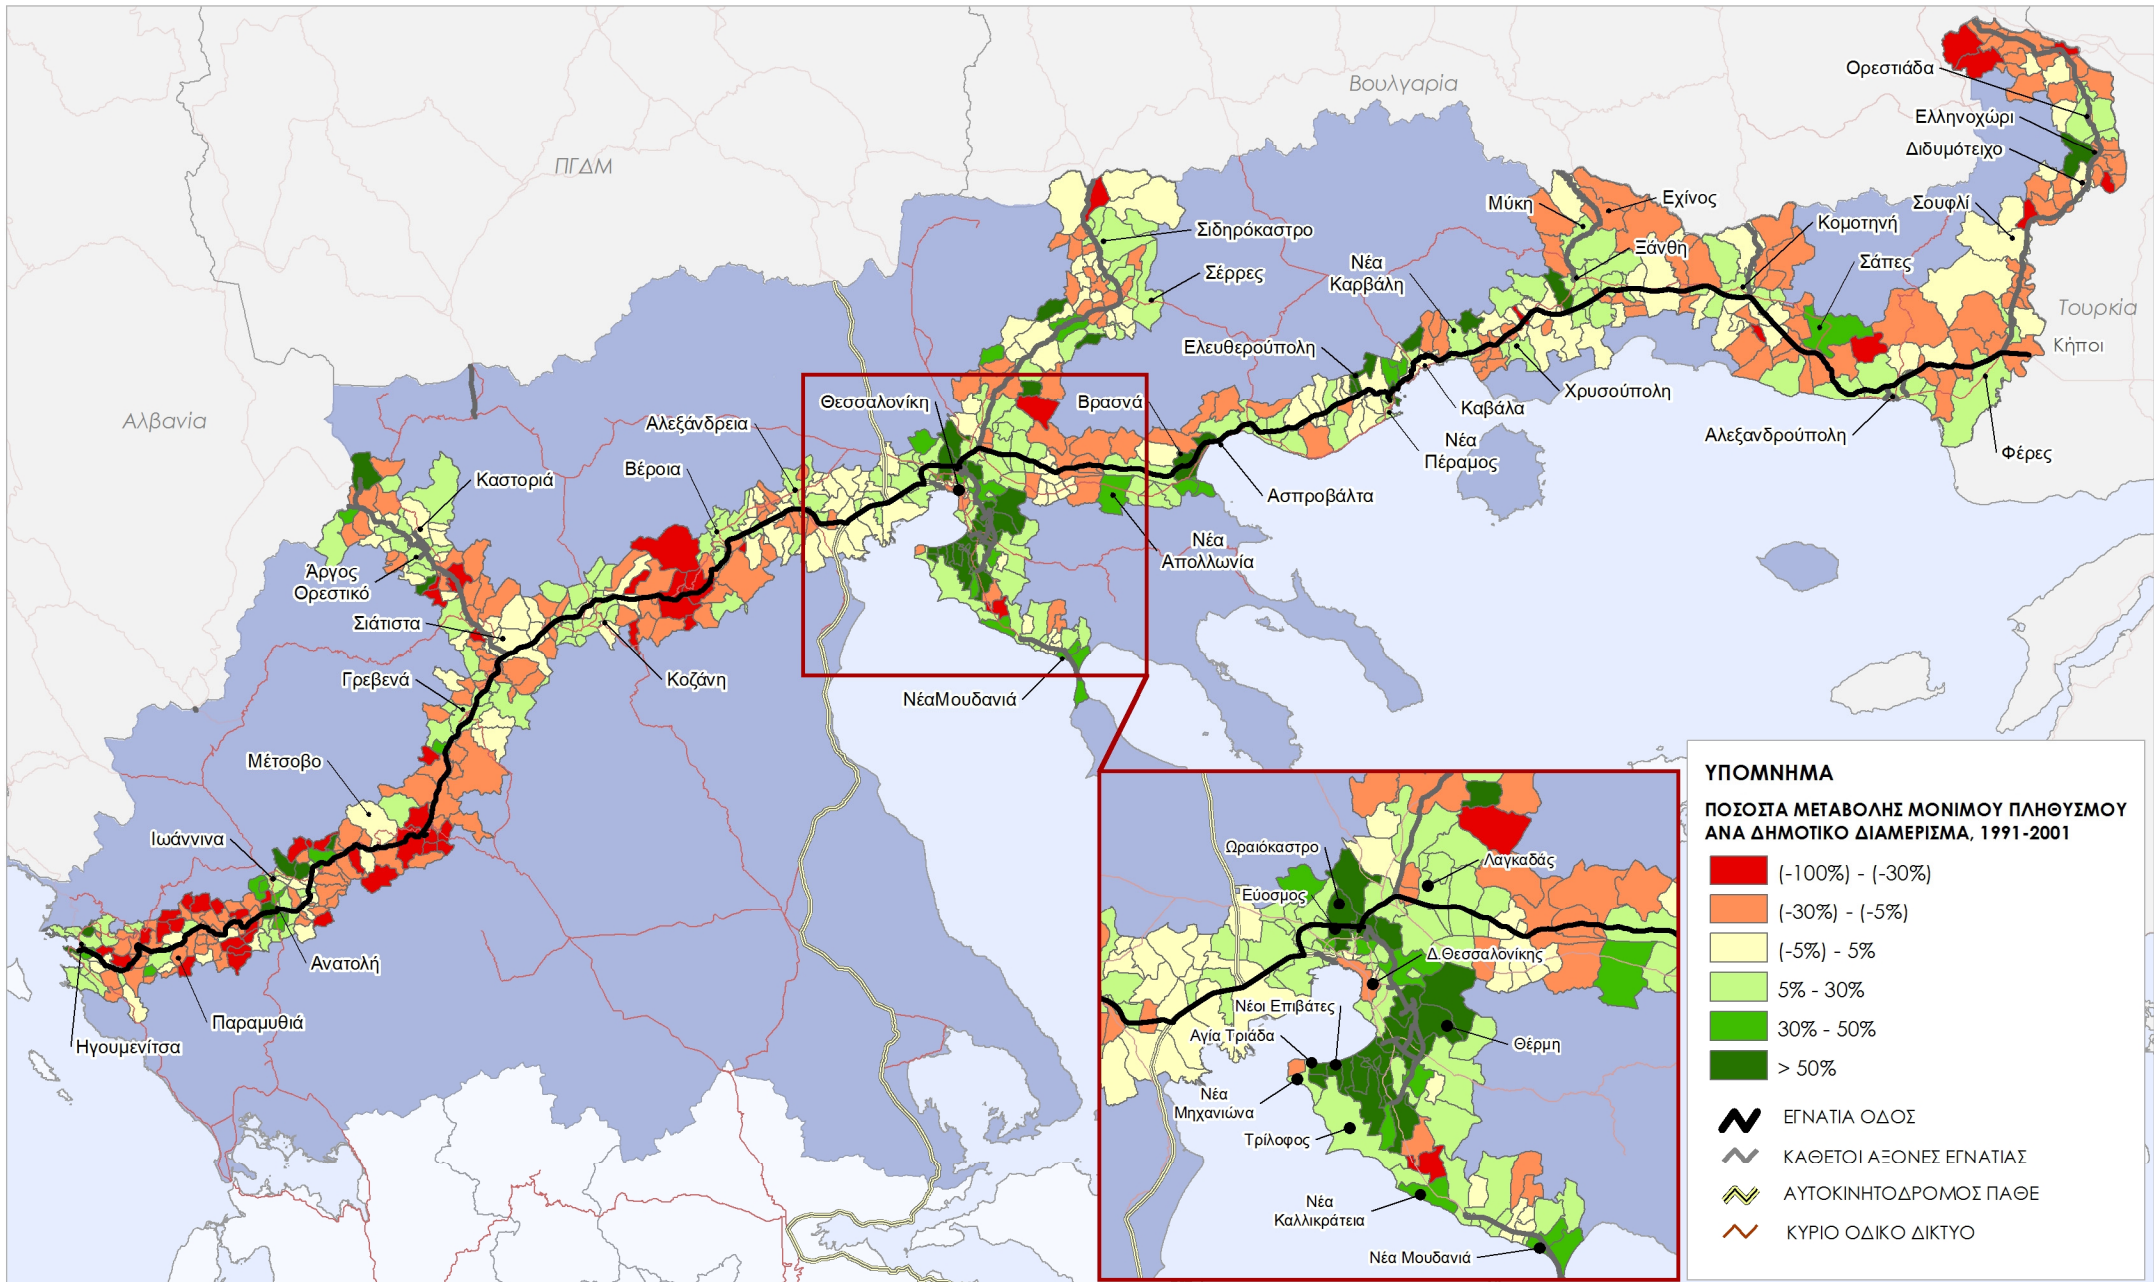 Βουλγαρία
ΠΓΔΜ
Αλβανία
Τουρκία
Κήποι
Ορεστιάδα
Ελληνοχώρι
Διδυμότειχο
Σουφλί
Εχίνος
Μύκη
Κομοτηνή
Ξάνθη
Σάπες
Σιδηρόκαστρο
Σέρρες
Νέα
Καρβάλη
Ελευθερούπολη
Χρυσούπολη
Καβάλα
Νέα
Πέραμος
Αλεξανδρούπολη
Φέρες
Θεσσαλονίκη
Βρασνά
Αλεξάνδρεια
Βέροια
Καστοριά
Ασπροβάλτα
Νέα
Απολλωνία
Άργος
Ορεστικό
Σιάτιστα
Γρεβενά
Κοζάνη
ΝέαΜουδανιά
Μέτσοβο
Ιωάννινα
Ανατολή
Παραμυθιά
Ηγουμενίτσα
Ωραιόκαστρο
Λαγκαδάς
Εύοσμος
Δ.Θεσσαλονίκης
Νέοι Επιβάτες
Αγία Τριάδα
Θέρμη
Νέα
Μηχανιώνα
Τρίλοφος
Νέα
Καλλικράτεια
Νέα Μουδανιά
ΥΠΟΜΝΗΜΑ
ΠΟΣΟΣΤΑ ΜΕΤΑΒΟΛΗΣ ΜΟΝΙΜΟΥ ΠΛΗΘΥΣΜΟΥ
ΑΝΑ ΔΗΜΟΤΙΚΟ ΔΙΑΜΕΡΙΣΜΑ, 1991-2001
(-100%) - (-30%)
(-30%) - (-5%)
(-5%) - 5%
5% - 30%
30% - 50%
> 50%
ΕΓΝΑΤΙΑ ΟΔΟΣ
ΚΑΘΕΤΟΙ ΑΞΟΝΕΣ ΕΓΝΑΤΙΑΣ
ΑΥΤΟΚΙΝΗΤΟΔΡΟΜΟΣ ΠΑΘΕ
ΚΥΡΙΟ ΟΔΙΚΟ ΔΙΚΤΥΟ